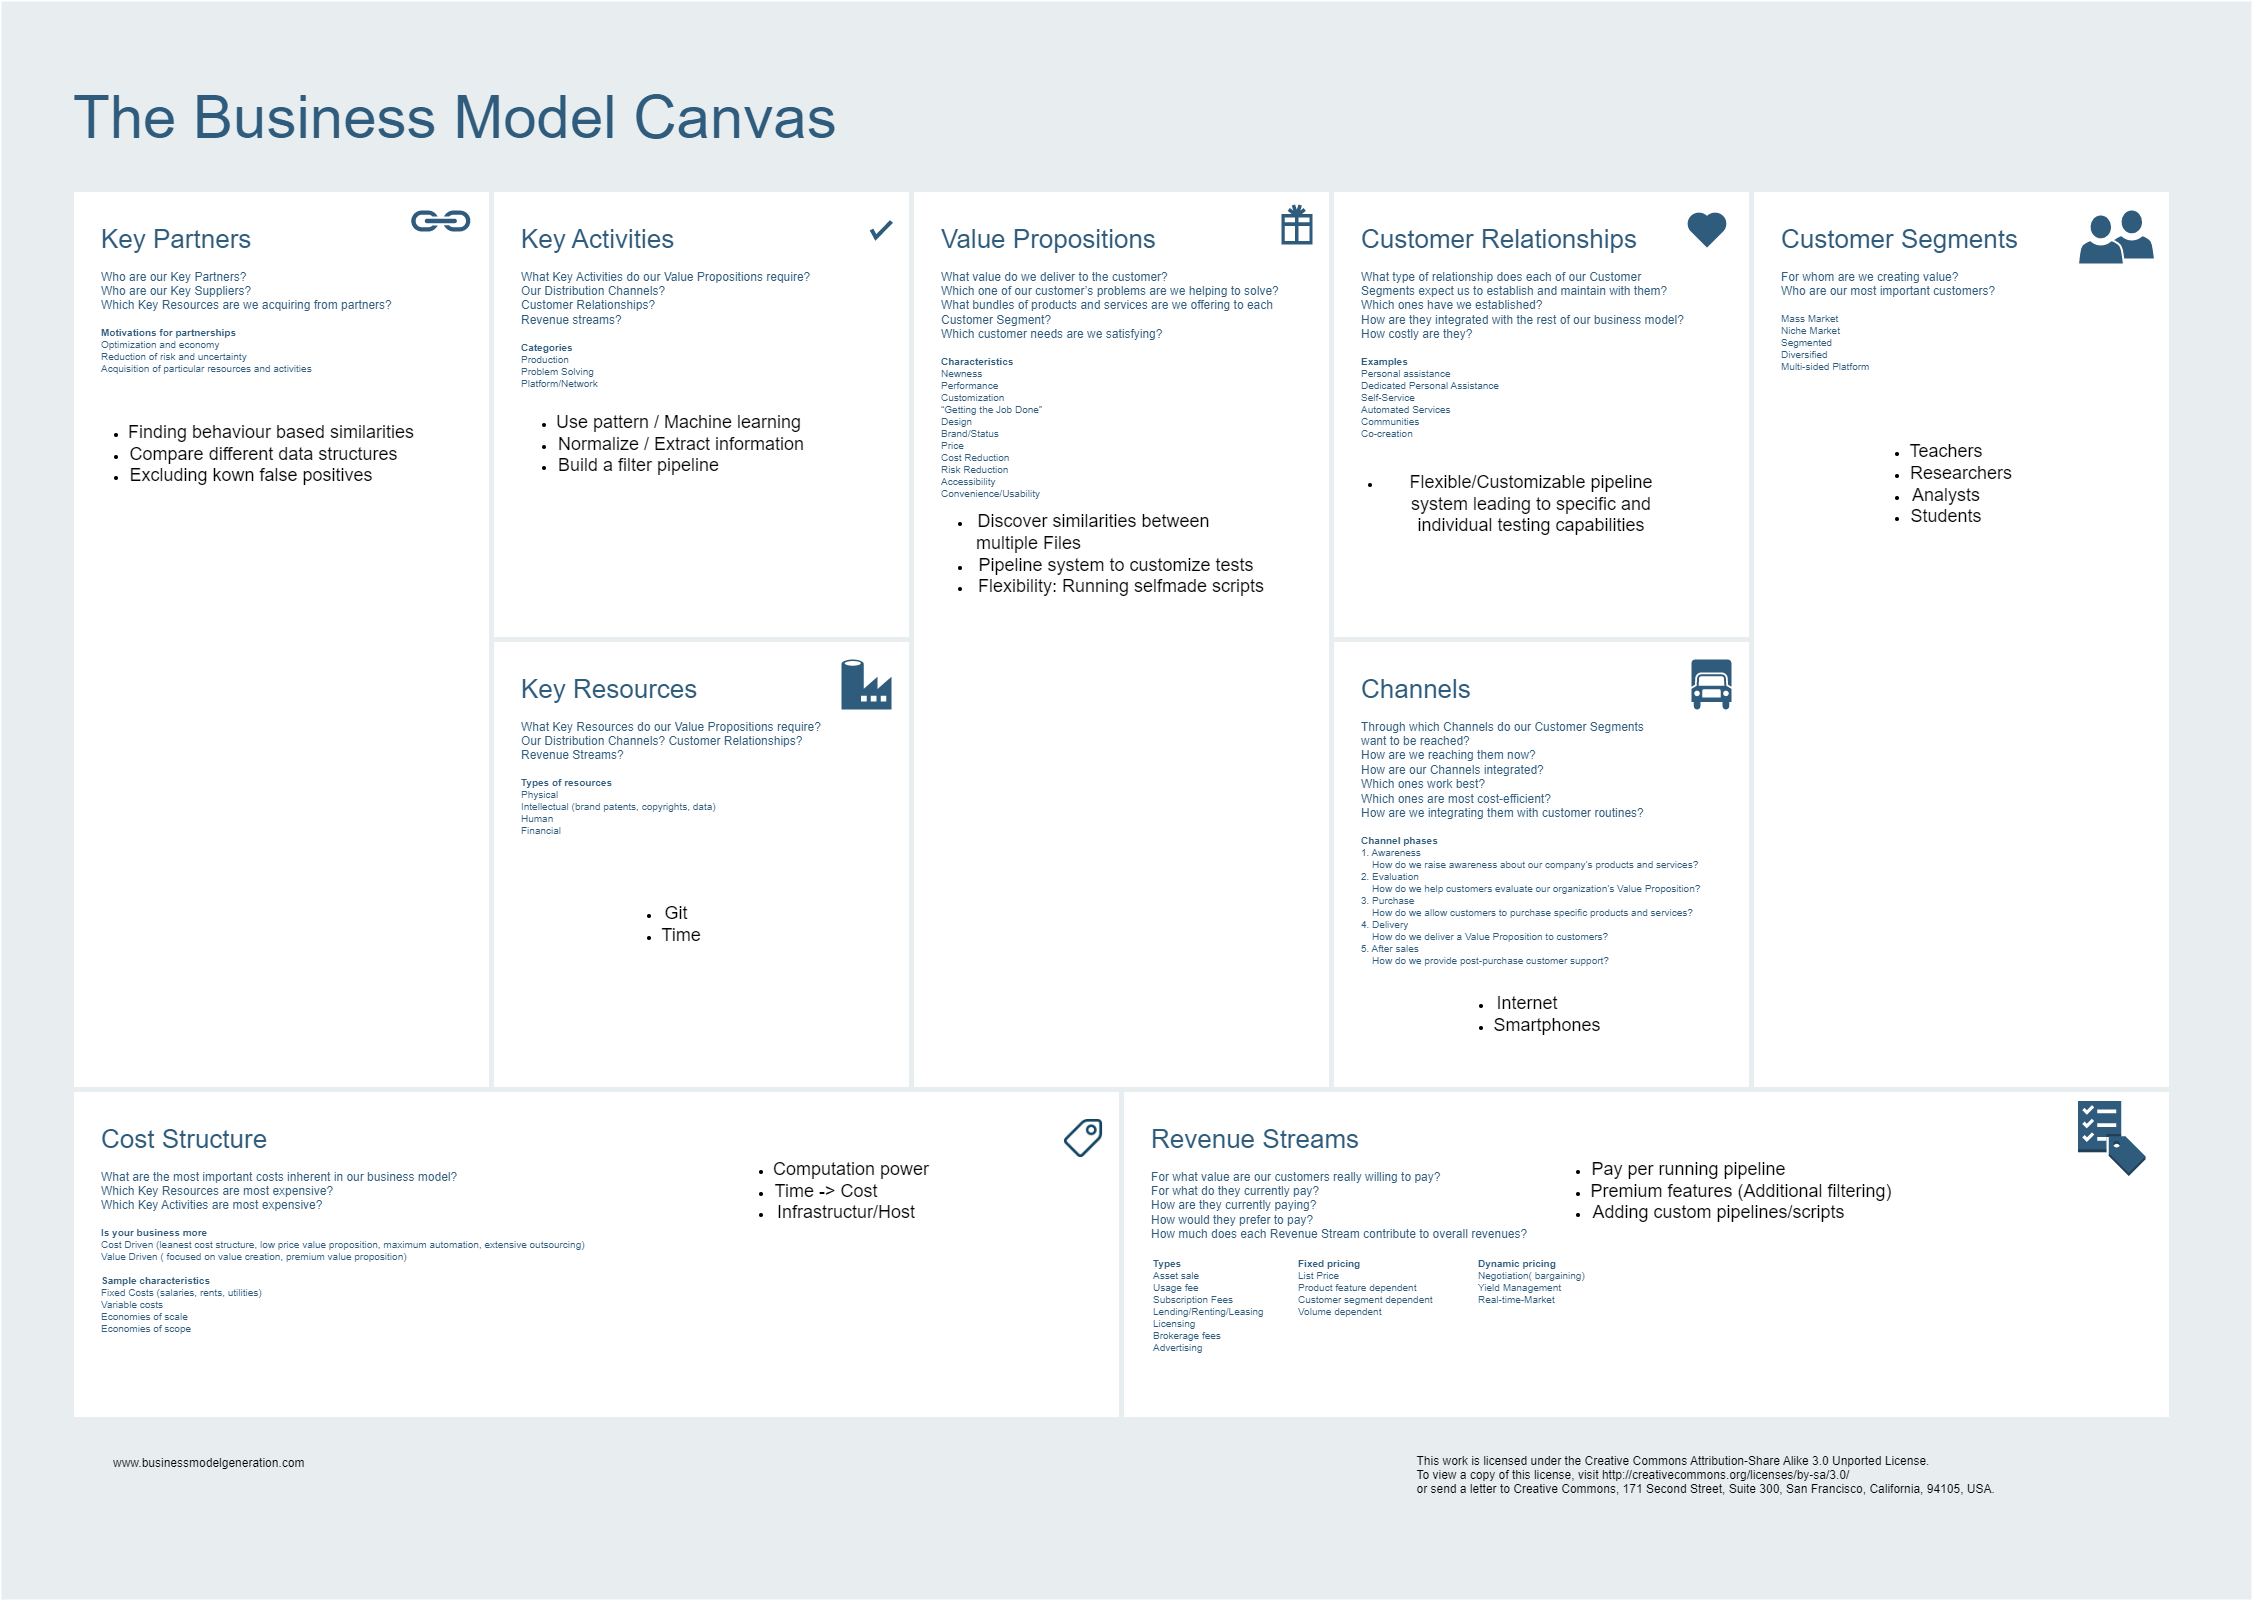 The Business Model Canvas
Key Partners
Who are our Key Partners?
Who are our Key Suppliers?
Which Key Resources are we acquiring from partners?
Motivations for partnerships
Optimization and economy
Reduction of risk and uncertainty
Acquisition of particular resources and activities
• Finding behaviour based similarities
• Compare different data structures
• Excluding kown false positives
Key Activities
What Key Activities do our Value Propositions require?
Our Distribution Channels?
Customer Relationships?
Revenue streams?
Categories
Production
Problem Solving
Platform/Network
• Use pattern / Machine learning
• Normalize / Extract information
• Build a filter pipeline
Key Resources
What Key Resources do our Value Propositions require?
Our Distribution Channels? Customer Relationships?
Revenue Streams?
Types of resources
Physical
Intellectual (brand patents, copyrights, data)
Human
Financial
• Git
• Time
Value Propositions
What value do we deliver to the customer?
Which one of our customer's problems are we helping to solve?
What bundles of products and services are we offering to each
Customer Segment?
Which customer needs are we satisfying?
Characteristics
Newness
Performance
Customization
"Getting the Job Done"
Design
Brand/Status
Price
Cost Reduction
Risk Reduction
Accessibility
Convenience/Usability
• Discover similarities between
multiple Files
• Pipeline system to customize tests
• Flexibility: Running selfmade scripts
Customer Relationships
What type of relationship does each of our Customer
Segments expect us to establish and maintain with them?
Which ones have we established?
How are they integrated with the rest of our business model?
How costly are they?
Examples
Personal assistance
Dedicated Personal Assistance
Self-Service
Automated Services
Communities
Co-creation
• Flexible/Customizable pipeline
system leading to specific and
individual testing capabilities
Channels
Through which Channels do our Customer Segments
want to be reached?
How are we reaching them now?
How are our Channels integrated?
Which ones work best?
Which ones are most cost-efficient?
How are we integrating them with customer routines?
Channel phases
1. Awareness
How do we raise awareness about our company's products and services?
2. Evaluation
How do we help customers evaluate our organization's Value Proposition?
3. Purchase
How do we allow customers to purchase specific products and services?
4. Delivery
How do we deliver a Value Proposition to customers?
5. After sales
How do we provide post-purchase customer support?
• Internet
• Smartphones
Customer Segments
For whom are we creating value?
Who are our most important customers?
Mass Market
Niche Market
Segmented
Diversified
Multi-sided Platform
• Teachers
• Researchers
• Analysts
• Students
Cost Structure
What are the most important costs inherent in our business model?
Which Key Resources are most expensive?
Which Key Activities are most expensive?
Is your business more
Cost Driven (leanest cost structure, low price value proposition, maximum automation, extensive outsourcing)
Value Driven ( focused on value creation, premium value proposition)
Sample characteristics
Fixed Costs (salaries, rents, utilities)
Variable costs
Economies of scale
Economies of scope
• Computation power
• Time -> Cost
• Infrastructur/Host
Revenue Streams
For what value are our customers really willing to pay?
For what do they currently pay?
How are they currently paying?
How would they prefer to pay?
How much does each Revenue Stream contribute to overall revenues?
Types
Asset sale
Usage fee
Subscription Fees
Lending/Renting/Leasing
Licensing
Brokerage fees
Advertising
Fixed pricing
List Price
Product feature dependent
Customer segment dependent
Volume dependent
Dynamic pricing
Negotiation( bargaining)
Yield Management
Real-time-Market
• Pay per running pipeline
• Premium features (Additional filtering)
• Adding custom pipelines/scripts
www.businessmodelgeneration.com
This work is licensed under the Creative Commons Attribution-Share Alike 3.0 Unported License.
To view a copy of this license, visit http://creativecommons.org/licenses/by-sa/3.0/
or send a letter to Creative Commons, 171 Second Street, Suite 300, San Francisco, California, 94105, USA.